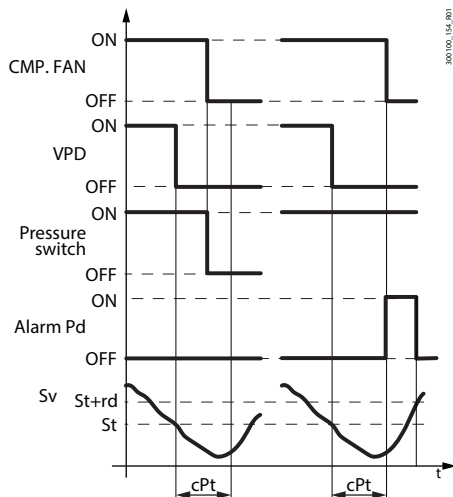 ON
CMP. FAN
OFF
ON
VPD
OFF
ON
Pressure
switch
OFF
ON
Alarm Pd
OFF
Sv
St+rd
St
t
cPt
cPt
300100_154_R01